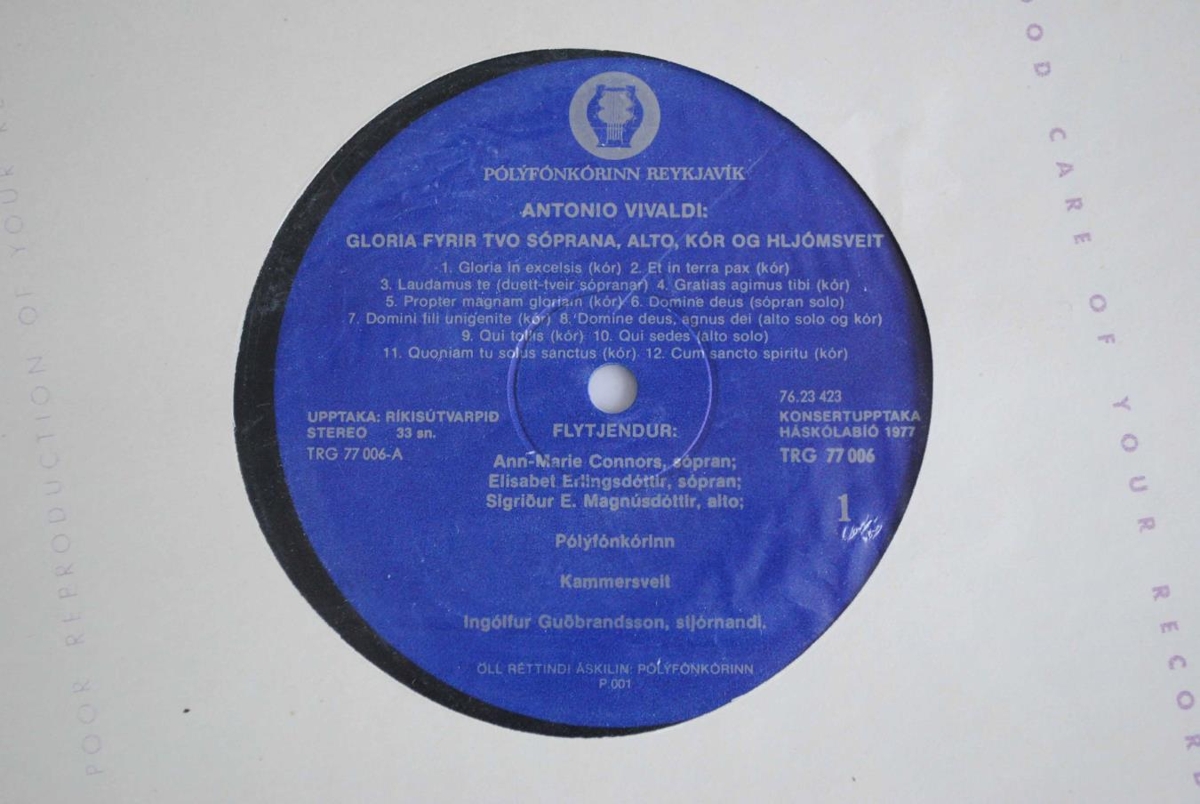 PÓLÝFÓNKÓRINN REYKJAVÍK
ANTONIO VIVALDI:
GLORIA FYRIR TVO SÓPRANA, ALTO, KÓR OG HLJÓMSVEIT
1. Gloria in excelsis (kór) 2. Et in terra pax (kór)
3. Laudamus te (duett-tveir sópranar) 4. Gratias agimus tibi (kór)
5. Propter magnam gloriam (kór) 6. Domine deus (sópran solo)
7. Domini fili unigenite (kór) 8. Domine deus, agnus dei (alto solo og kór)
9. Qui tollis (kór) 10. Qui sedes (alto solo)
11. Quoniam tu solus sanctus (kór) 12. Cum sancto spiritu (kór)
UPPTAKA: RÍKISÚTVARPIÐ
STEREO 33 sn.
TRG 77 006-A
76.23 423
KONSERTUPPTAKA
HÁSKÓLABÍÓ 1977
TRG 77 006
1
FLYTJENDUR:
Ann-Marie Connors, sópran;
Elisabet Erlingsdóttir, sópran;
Sigriður E. Magnúsdóttir, alto;
Pólýfónkórinn
Kammersveit
Ingólfur Guðbrandsson, stjórnandi.
ÖLL RÉTTINDI ÁSKILIN: PÓLÝFÓNKÓRINN
P 001
POOR REPRODUCTION OF YOUR
CARE OF YOUR RECORD